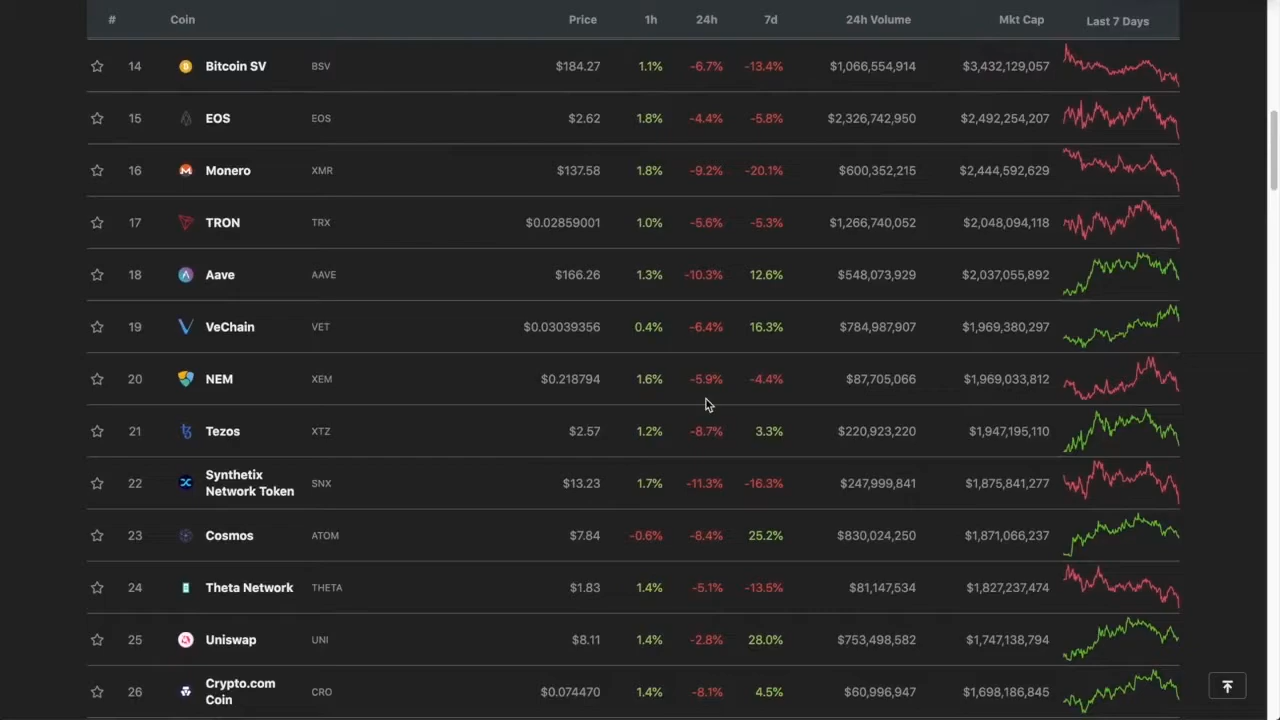 # Coin Price 1h 24h 7d 24h Volume Mkt Cap Last 7 Days
14 Bitcoin SV BSV $184.27 1.1% -6.7% -13.4% $1,066,554,914 $3,432,129,057
15 EOS EOS $2.62 1.8% -4.4% -5.8% $2,326,742,950 $2,492,254,207
16 Monero XMR $137.58 1.8% -9.2% -20.1% $600,352,215 $2,444,592,629
17 TRON TRX $0.02859001 1.0% -5.6% -5.3% $1,266,740,052 $2,048,094,118
18 Aave AAVE $166.26 1.3% -10.3% 12.6% $548,073,929 $2,037,055,892
19 VeChain VET $0.03039356 0.4% -6.4% 16.3% $784,987,907 $1,969,380,297
20 NEM XEM $0.218794 1.6% -5.9% -4.4% $87,705,066 $1,969,033,812
21 Tezos XTZ $2.57 1.2% -8.7% 3.3% $220,923,220 $1,947,195,110
22 Synthetix
Network Token SNX $13.23 1.7% -11.3% -16.3% $247,999,841 $1,875,841,277
23 Cosmos ATOM $7.84 -0.6% -8.4% 25.2% $830,024,250 $1,871,066,237
24 Theta Network THETA $1.83 1.4% -5.1% -13.5% $81,147,534 $1,827,237,474
25 Uniswap UNI $8.11 1.4% -2.8% 28.0% $753,498,582 $1,747,138,794
26 Crypto.com
Coin CRO $0.074470 1.4% -8.1% 4.5% $60,996,947 $1,698,186,845